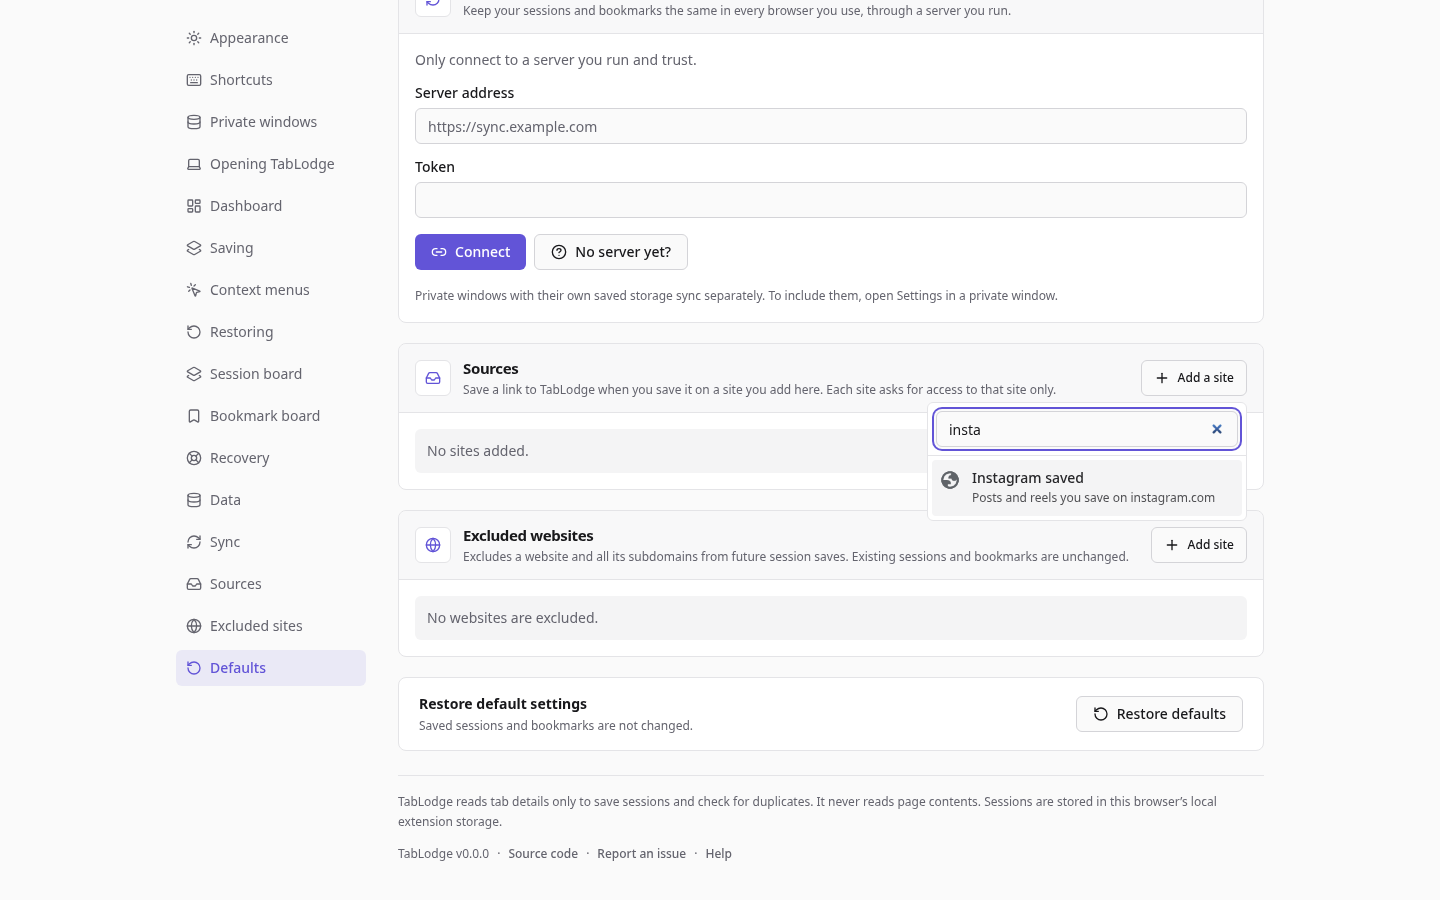 Keep your sessions and bookmarks the same in every browser you use, through a server you run.
Appearance
Shortcuts
Private windows
Opening TabLodge
Dashboard
Saving
Context menus
Restoring
Session board
Bookmark board
Recovery
Data
Sync
Sources
Excluded sites
Defaults
Only connect to a server you run and trust.
Server address
https://sync.example.com
Token
Connect
No server yet?
Private windows with their own saved storage sync separately. To include them, open Settings in a private window.
Sources
Save a link to TabLodge when you save it on a site you add here. Each site asks for access to that site only.
Add a site
insta
Instagram saved
Posts and reels you save on instagram.com
No sites added.
Excluded websites
Excludes a website and all its subdomains from future session saves. Existing sessions and bookmarks are unchanged.
Add site
No websites are excluded.
Restore default settings
Saved sessions and bookmarks are not changed.
Restore defaults
TabLodge reads tab details only to save sessions and check for duplicates. It never reads page contents. Sessions are stored in this browser’s local
extension storage.
TabLodge v0.0.0 · Source code · Report an issue · Help